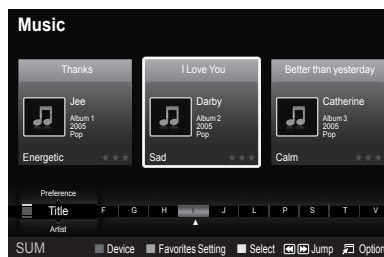 Music
Thanks
I Love You
Better than yesterday
Jee
Album 1
2005
Pop
Darby
Album 2
2005
Pop
Catherine
Album 3
2005
Pop
Energetic
Sad
Calm
Preference
Title
F G H I J L P S T V
Artist
SUM Device Favorites Setting Select Jump Option